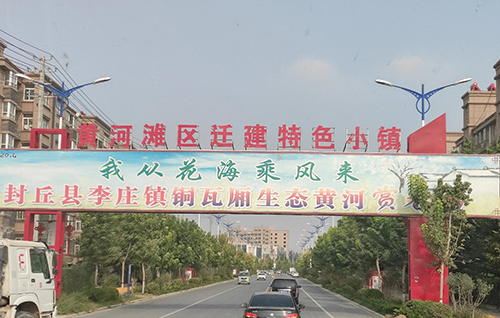 黄河滩区迁建特色小镇
我从花海乘风来
封丘县李庄镇铜瓦厢生态黄河赏